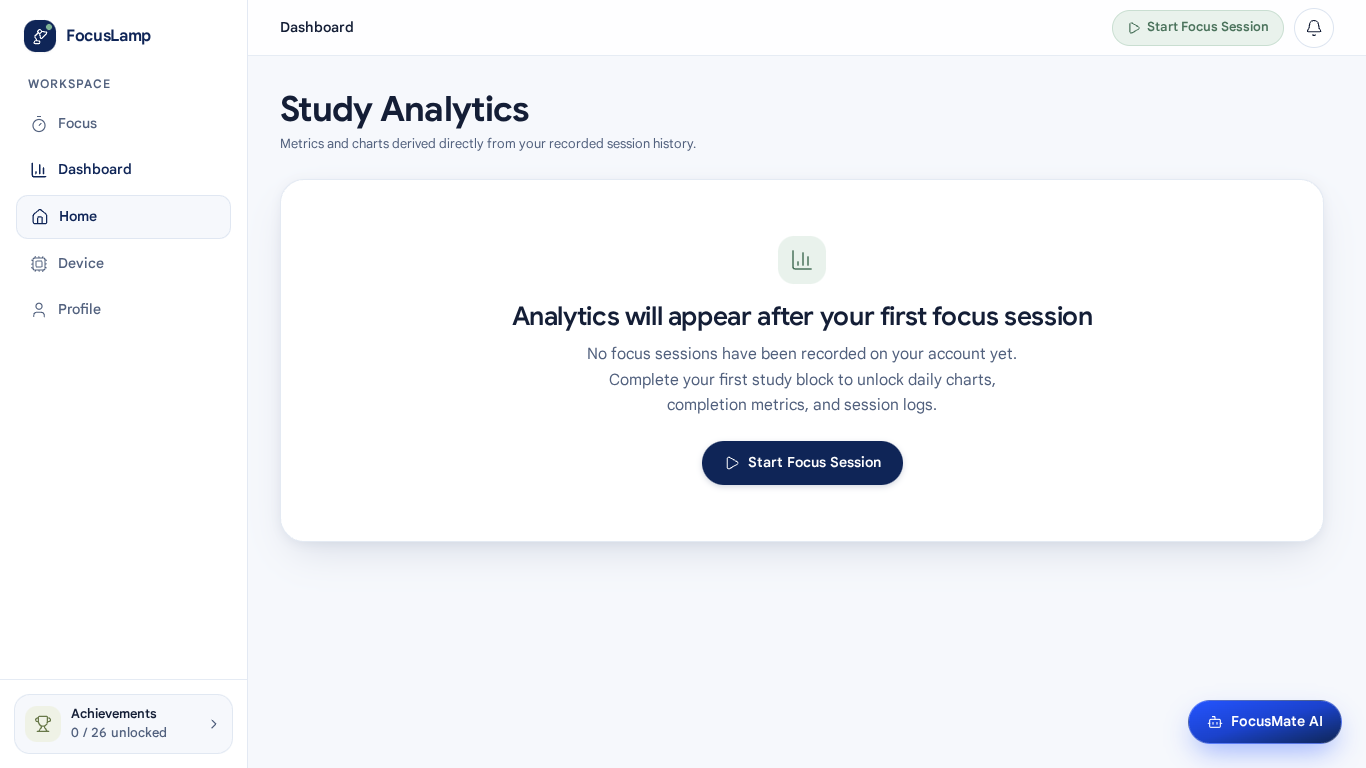 FocusLamp
WORKSPACE
Focus
Dashboard
Home
Device
Profile
Achievements
0 / 26 unlocked
Dashboard
Start Focus Session
Study Analytics
Metrics and charts derived directly from your recorded session history.
Analytics will appear after your first focus session
No focus sessions have been recorded on your account yet.
Complete your first study block to unlock daily charts,
completion metrics, and session logs.
Start Focus Session
FocusMate AI